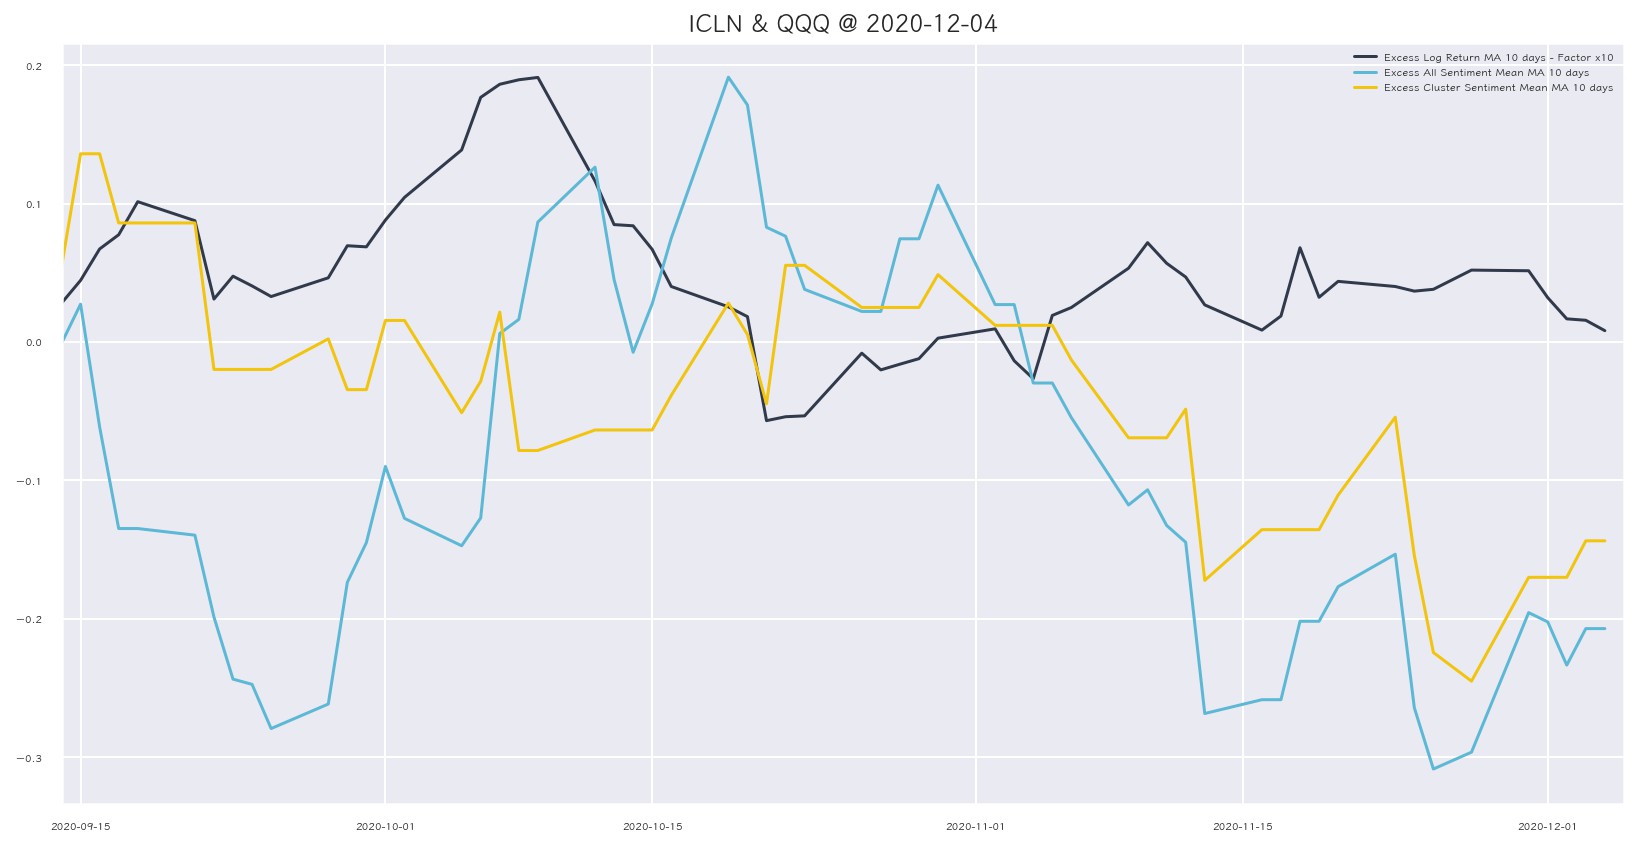 ICLN & QQQ @ 2020-12-04
Excess Log Return MA 10 days - Factor x10
Excess All Sentiment Mean MA 10 days
Excess Cluster Sentiment Mean MA 10 days
0.2
0.1
0.0
−0.1
−0.2
−0.3
2020-09-15 2020-10-01 2020-10-15 2020-11-01 2020-11-15 2020-12-01